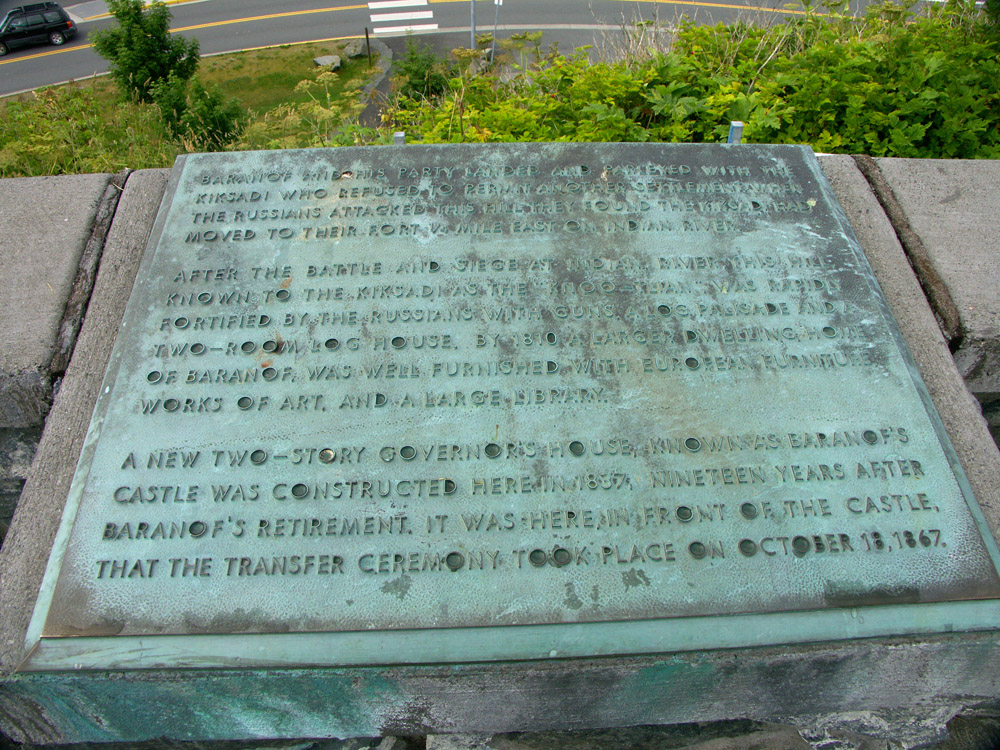 BARANOF AND HIS PARTY LANDED AND PARLEYED WITH THE
KIKSADI WHO REFUSED TO PERMIT ANOTHER SETTLEMENT. WHEN
THE RUSSIANS ATTACKED THIS HILL THEY FOUND THE KIKSADI HAD
MOVED TO THEIR FORT ¼ MILE EAST ON INDIAN RIVER.
AFTER THE BATTLE AND SIEGE AT INDIAN RIVER THIS HILL
KNOWN TO THE KIKSADI AS THE WAS RAPIDLY
FORTIFIED BY THE RUSSIANS WITH GUNS, A LOG PALISADE AND A
TWO-ROOM LOG HOUSE. BY 1810 A LARGER DWELLING, HOME
OF BARANOF, WAS WELL FURNISHED WITH EUROPEAN FURNITURE
WORKS OF ART, AND A LARGE LIBRARY.
A NEW TWO-STORY GOVERNOR'S HOUSE, KNOWN AS BARANOF'S
CASTLE WAS CONSTRUCTED HERE IN 1837, NINETEEN YEARS AFTER
BARANOF'S RETIREMENT. IT WAS HERE, IN FRONT OF THE CASTLE,
THAT THE TRANSFER CEREMONY TOOK PLACE ON OCTOBER 18, 1867.